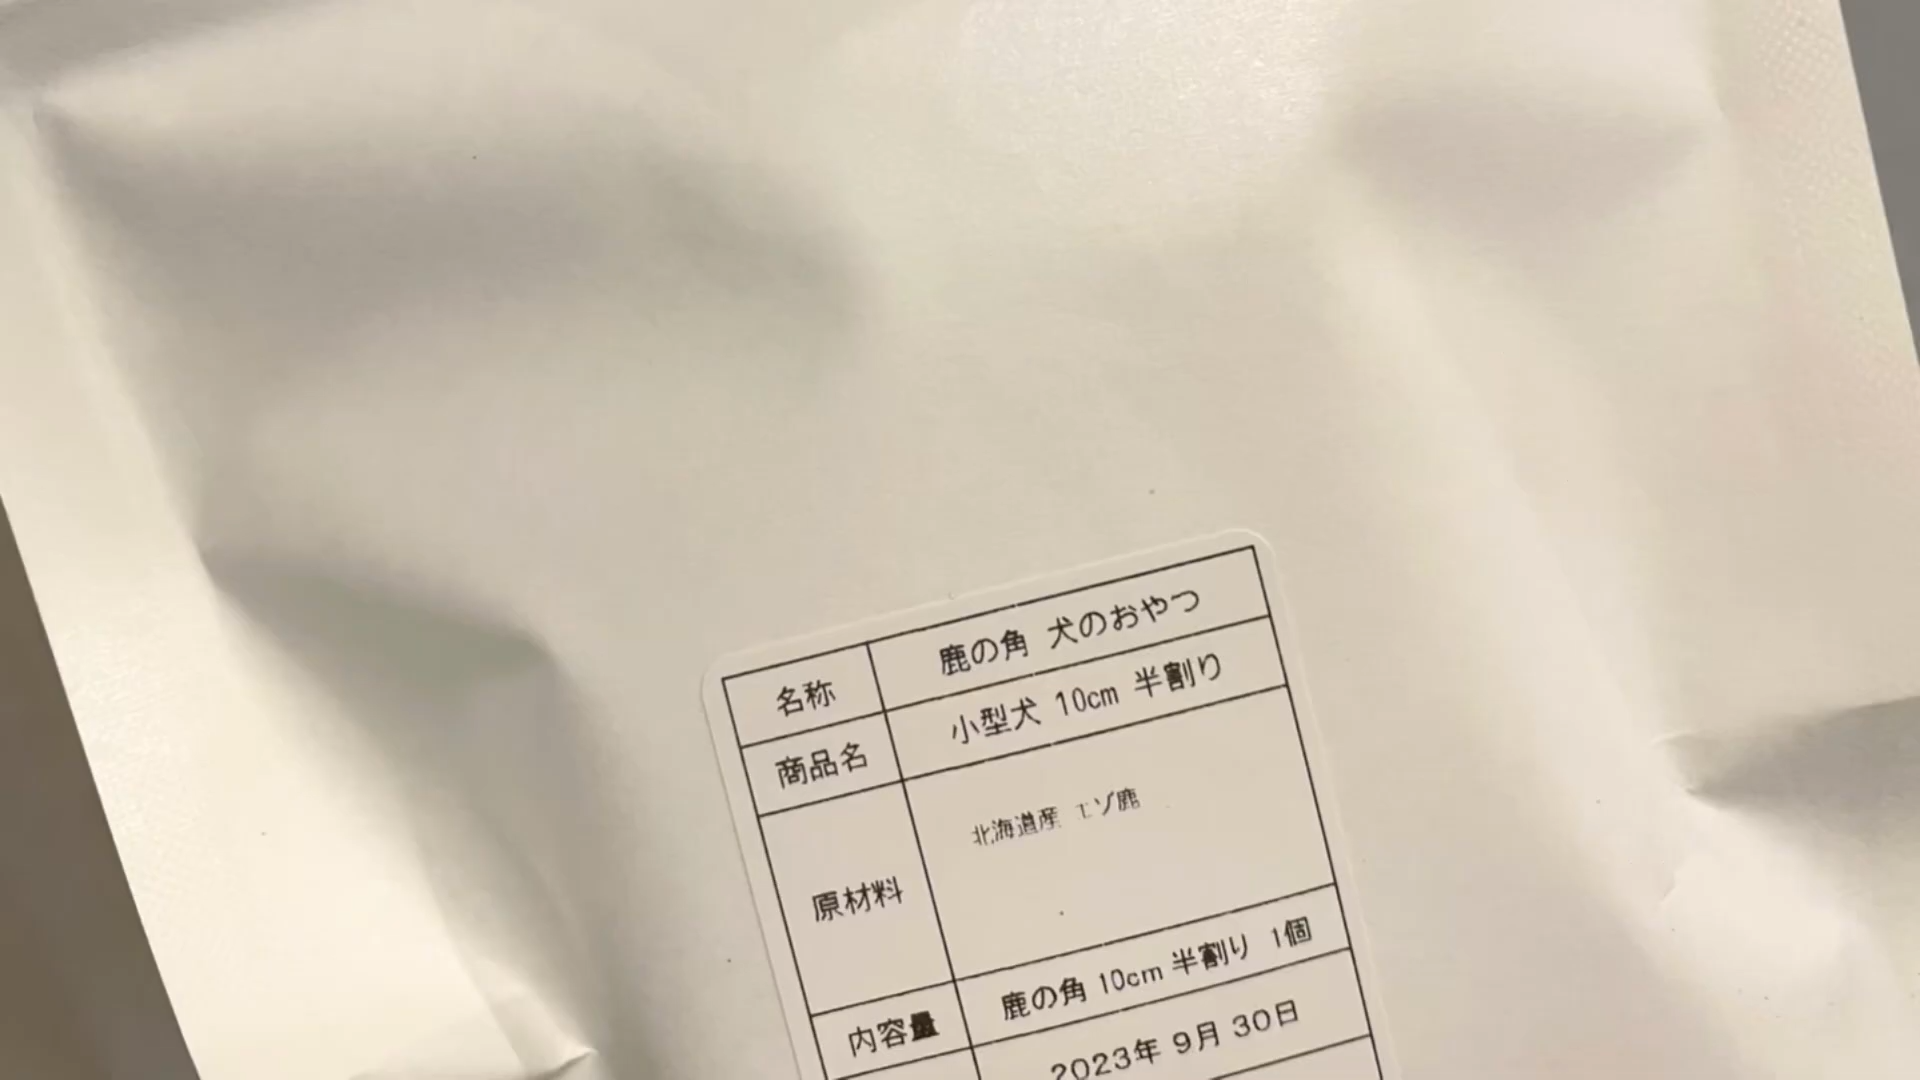 名称 鹿の角 犬のおやつ
商品名 小型犬 10cm 半割り
原材料 北海道産 エゾ鹿
内容量 鹿の角 10cm 半割り 1個
2023年 9月 30日